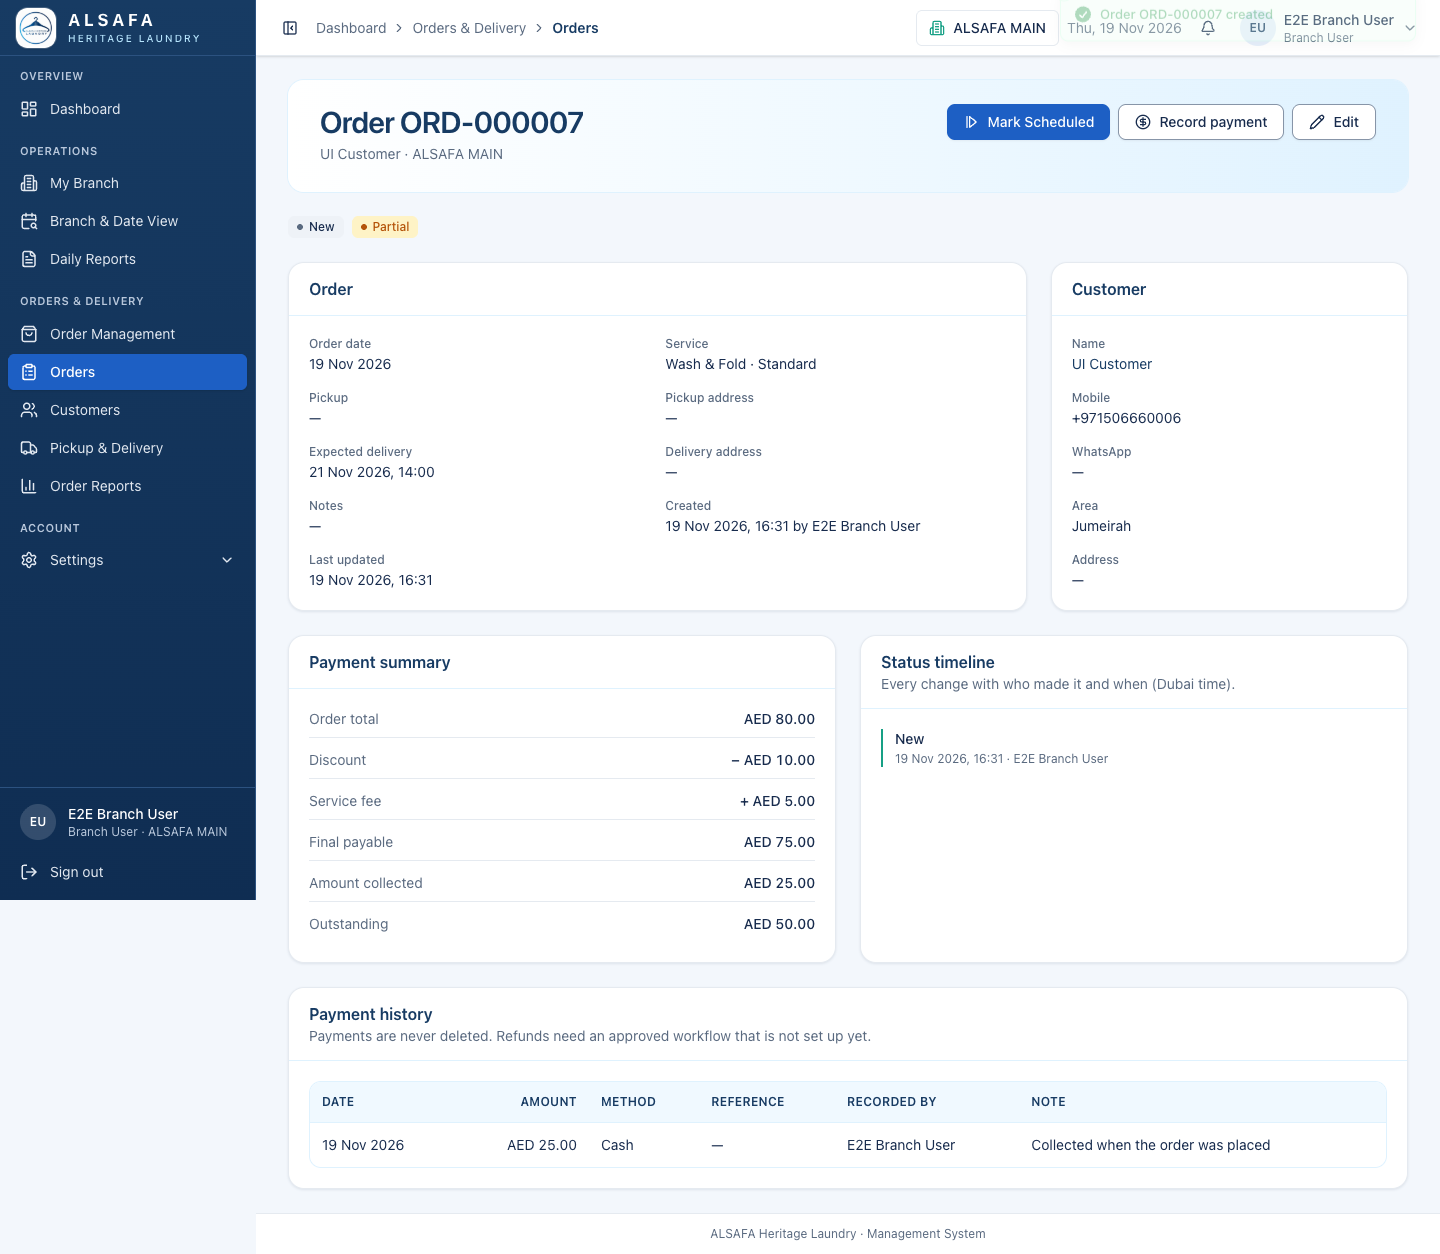 ALSAFA
HERITAGE LAUNDRY
OVERVIEW
Dashboard
OPERATIONS
My Branch
Branch & Date View
Daily Reports
ORDERS & DELIVERY
Order Management
Orders
Customers
Pickup & Delivery
Order Reports
ACCOUNT
Settings
EU
E2E Branch User
Branch User · ALSAFA MAIN
Sign out
Dashboard > Orders & Delivery > Orders
ALSAFA MAIN
Order ORD-000007 created
Thu, 19 Nov 2026
EU
E2E Branch User
Branch User
Order ORD-000007
UI Customer · ALSAFA MAIN
Mark Scheduled
Record payment
Edit
New
Partial
Order
Order date
19 Nov 2026
Service
Wash & Fold · Standard
Pickup
—
Pickup address
—
Expected delivery
21 Nov 2026, 14:00
Delivery address
—
Notes
—
Created
19 Nov 2026, 16:31 by E2E Branch User
Last updated
19 Nov 2026, 16:31
Customer
Name
UI Customer
Mobile
+971506660006
WhatsApp
—
Area
Jumeirah
Address
—
Payment summary
Order total AED 80.00
Discount − AED 10.00
Service fee + AED 5.00
Final payable AED 75.00
Amount collected AED 25.00
Outstanding AED 50.00
Status timeline
Every change with who made it and when (Dubai time).
New
19 Nov 2026, 16:31 · E2E Branch User
Payment history
Payments are never deleted. Refunds need an approved workflow that is not set up yet.
DATE AMOUNT METHOD REFERENCE RECORDED BY NOTE
19 Nov 2026 AED 25.00 Cash — E2E Branch User Collected when the order was placed
ALSAFA Heritage Laundry · Management System